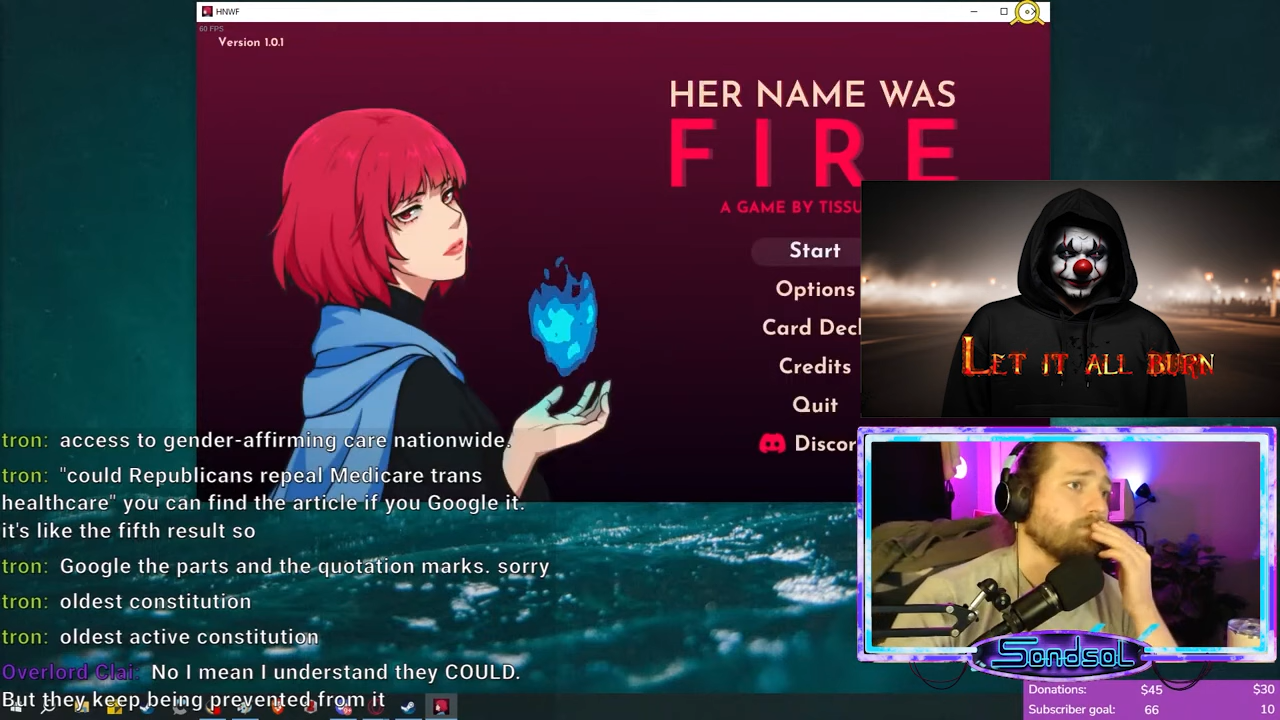 HNWF
60 FPS
Version 1.0.1
HER NAME WAS
FIRE
A GAME BY TISSU
Start
Options
Card Dec
Credits
Quit
Discor
LET IT ALL BURN
tron: access to gender-affirming care nationwide.
tron: "could Republicans repeal Medicare trans
healthcare" you can find the article if you Google it.
it's like the fifth result so
tron: Google the parts and the quotation marks. sorry
tron: oldest constitution
tron: oldest active constitution
Overlord Clai: No I mean I understand they COULD.
But they keep being prevented from it
Sondsol
Donations: $45 $30
Subscriber goal: 66 10